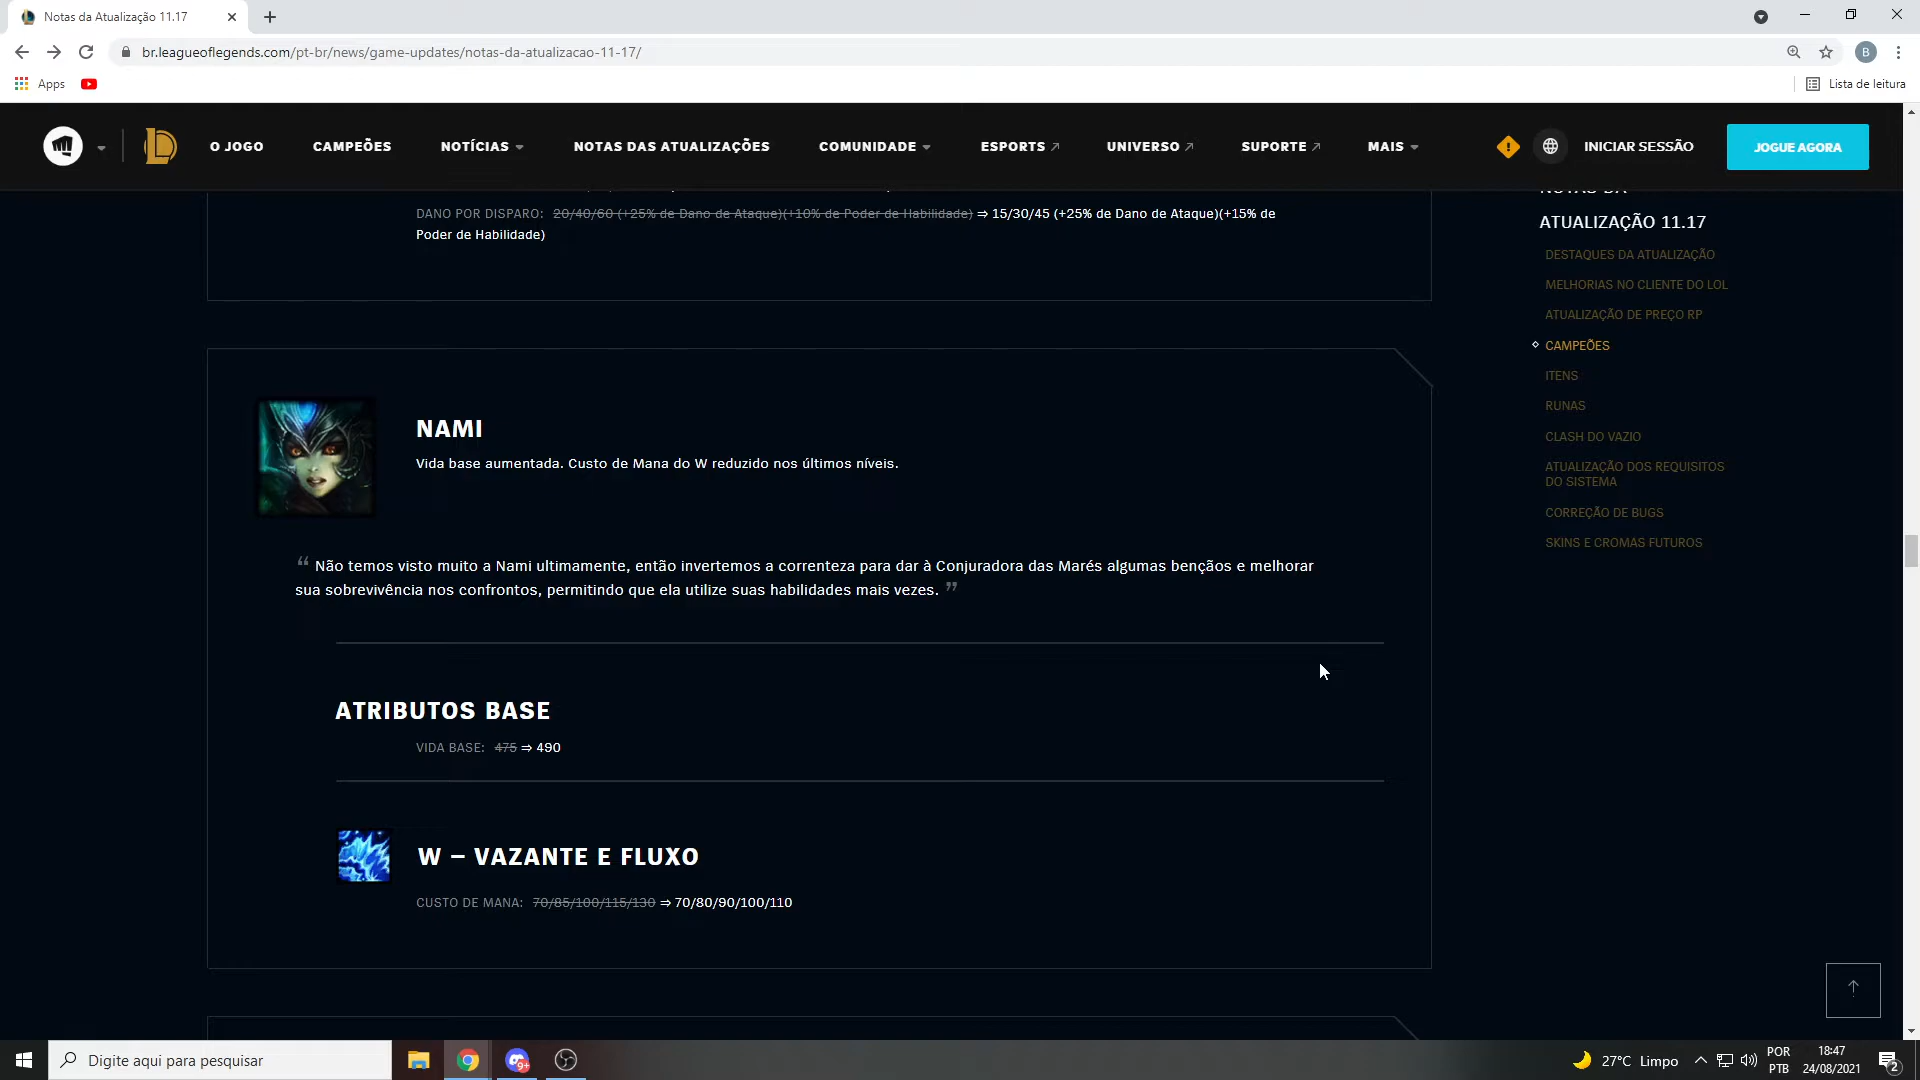 Notas da Atualização 11.17
br.leagueoflegends.com/pt-br/news/game-updates/notas-da-atualizacao-11-17/
B
Apps
Lista de leitura
O JOGO
CAMPEÕES
NOTÍCIAS
NOTAS DAS ATUALIZAÇÕES
COMUNIDADE
ESPORTS
UNIVERSO
SUPORTE
MAIS
INICIAR SESSÃO
JOGUE AGORA
DANO POR DISPARO: 20/40/60 (+25% de Dano de Ataque)(+10% de Poder de Habilidade) ⇒ 15/30/45 (+25% de Dano de Ataque)(+15% de
Poder de Habilidade)
NAMI
Vida base aumentada. Custo de Mana do W reduzido nos últimos níveis.
“ Não temos visto muito a Nami ultimamente, então invertemos a correnteza para dar à Conjuradora das Marés algumas bençãos e melhorar
sua sobrevivência nos confrontos, permitindo que ela utilize suas habilidades mais vezes. ”
ATRIBUTOS BASE
VIDA BASE: 475 ⇒ 490
W – VAZANTE E FLUXO
CUSTO DE MANA: 70/85/100/115/130 ⇒ 70/80/90/100/110
NOTAS DA
ATUALIZAÇÃO 11.17
DESTAQUES DA ATUALIZAÇÃO
MELHORIAS NO CLIENTE DO LOL
ATUALIZAÇÃO DE PREÇO RP
CAMPEÕES
ITENS
RUNAS
CLASH DO VAZIO
ATUALIZAÇÃO DOS REQUISITOS
DO SISTEMA
CORREÇÃO DE BUGS
SKINS E CROMAS FUTUROS
Digite aqui para pesquisar
9+
27°C Limpo
POR
PTB
18:47
24/08/2021
2